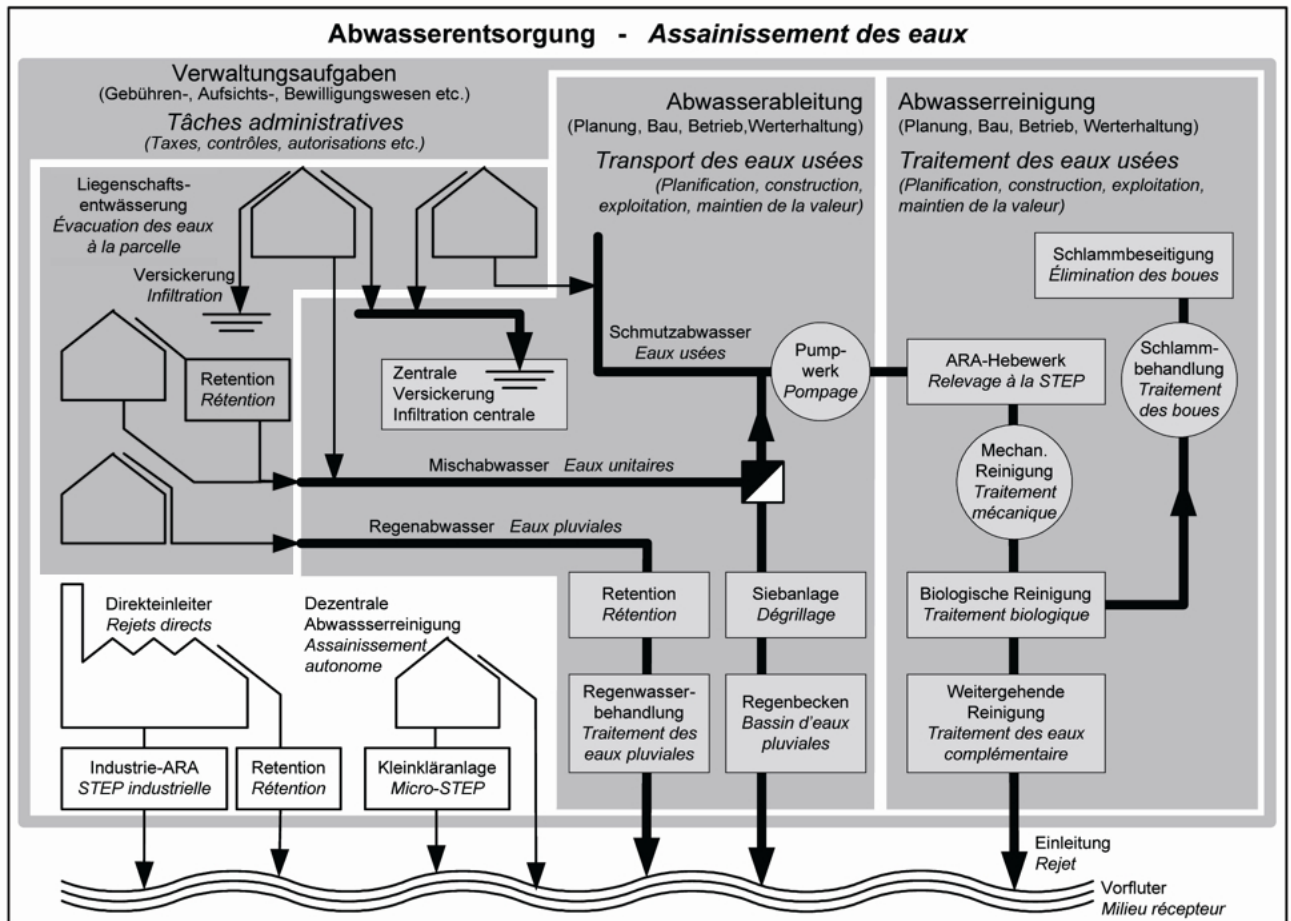 Abwasserentsorgung - Assainissement des eaux
Verwaltungsaufgaben
(Gebühren-, Aufsichts-, Bewilligungswesen etc.)
Tâches administratives
(Taxes, contrôles, autorisations etc.)
Abwasserableitung
(Planung, Bau, Betrieb,Werterhaltung)
Transport des eaux usées
(Planification, construction,
exploitation, maintien de la valeur)
Abwasserreinigung
(Planung, Bau, Betrieb, Werterhaltung)
Traitement des eaux usées
(Planification, construction, exploitation,
maintien de la valeur)
Liegenschafts-
entwässerung
Évacuation des eaux
à la parcelle
Versickerung
Infiltration
Retention
Rétention
Zentrale
Versickerung
Infiltration centrale
Schmutzabwasser
Eaux usées
Pump-
werk
Pompage
ARA-Hebewerk
Relevage à la STEP
Schlammbeseitigung
Élimination des boues
Schlamm-
behandlung
Traitement
des boues
Mechan.
Reinigung
Traitement
mécanique
Mischabwasser Eaux unitaires
Regenabwasser Eaux pluviales
Retention
Rétention
Siebanlage
Dégrillage
Biologische Reinigung
Traitement biologique
Direkteinleiter
Rejets directs
Dezentrale
Abwassserreinigung
Assainissement
autonome
Regenwasser-
behandlung
Traitement des
eaux pluviales
Regenbecken
Bassin d'eaux
pluviales
Weitergehende
Reinigung
Traitement des eaux
complémentaire
Industrie-ARA
STEP industrielle
Retention
Rétention
Kleinkläranlage
Micro-STEP
Einleitung
Rejet
Vorfluter
Milieu récepteur